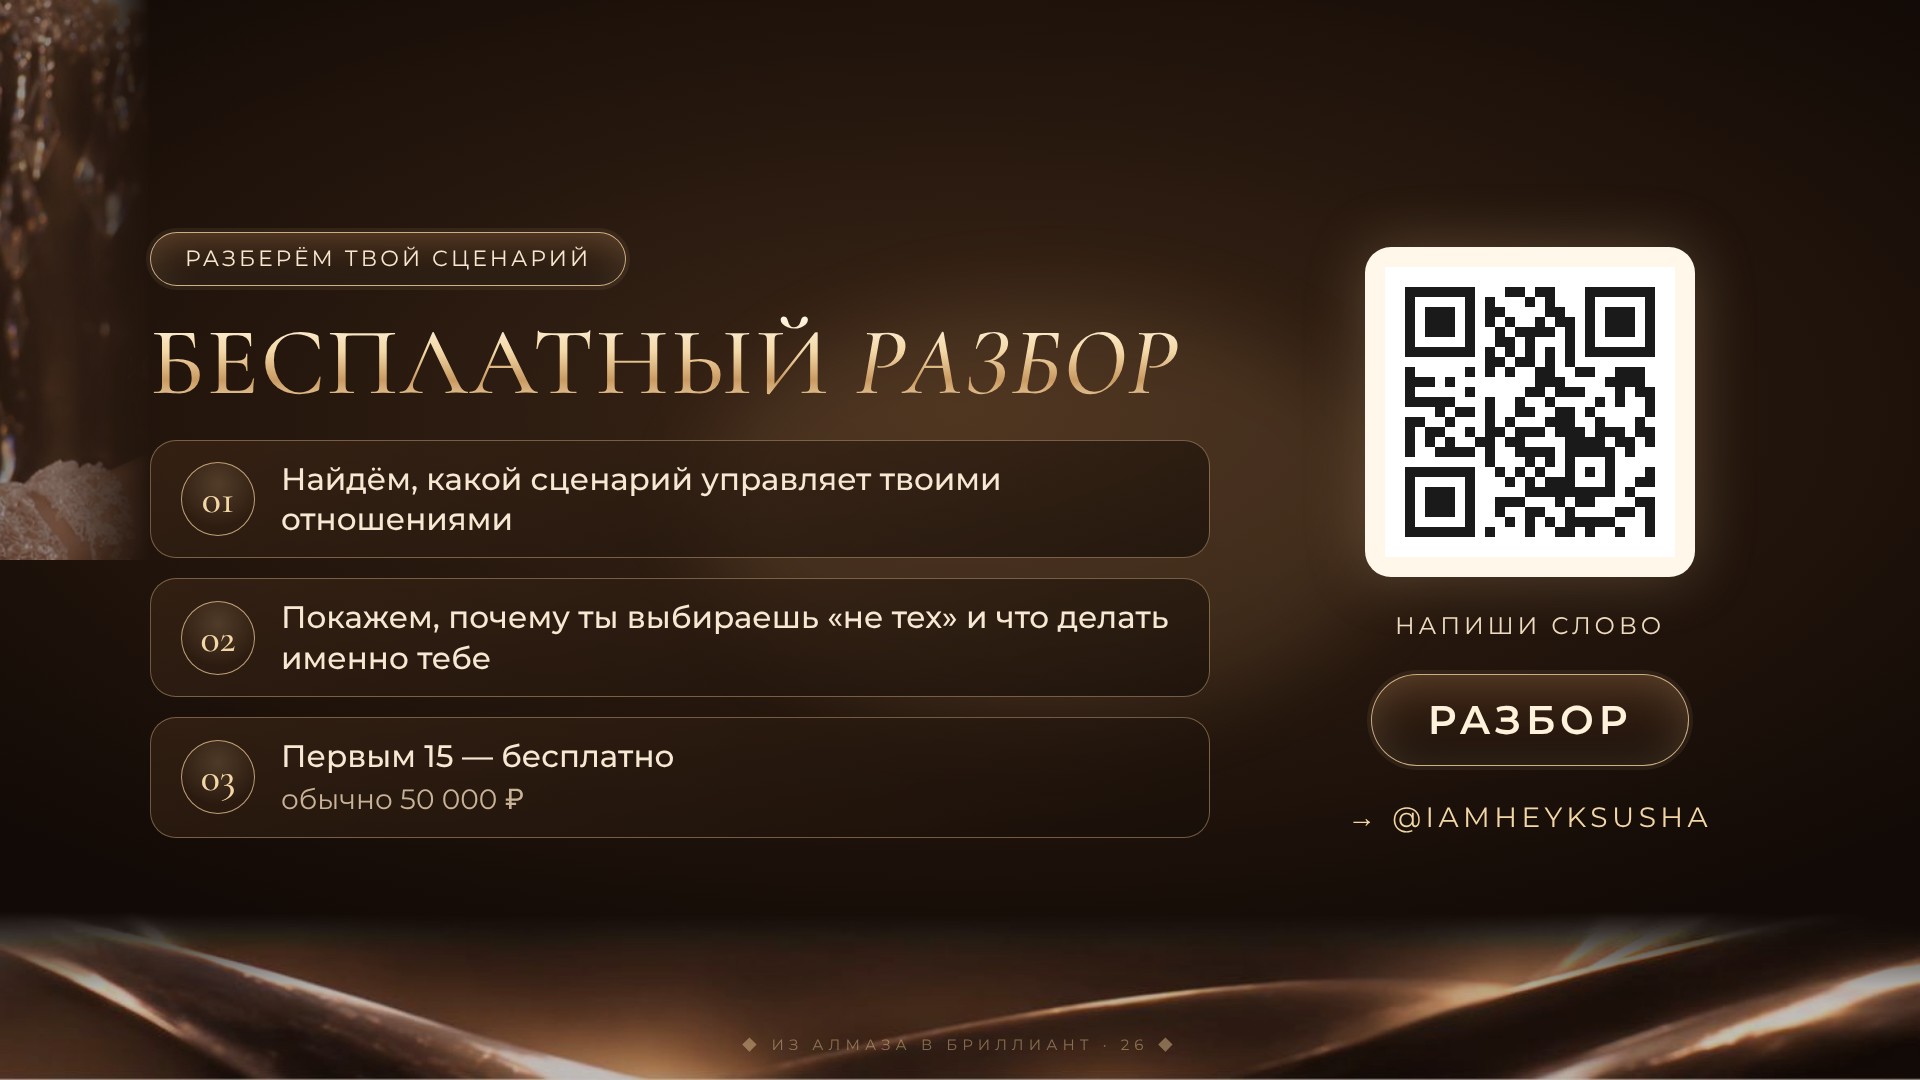 РАЗБЕРЁМ ТВОЙ СЦЕНАРИЙ
БЕСПЛАТНЫЙ РАЗБОР
01
Найдём, какой сценарий управляет твоими
отношениями
02
Покажем, почему ты выбираешь «не тех» и что делать
именно тебе
03
Первым 15 — бесплатно
обычно 50 000 ₽
НАПИШИ СЛОВО
РАЗБОР
→ @IAMHEYKSUSHA
◆ ИЗ АЛМАЗА В БРИЛЛИАНТ · 26 ◆